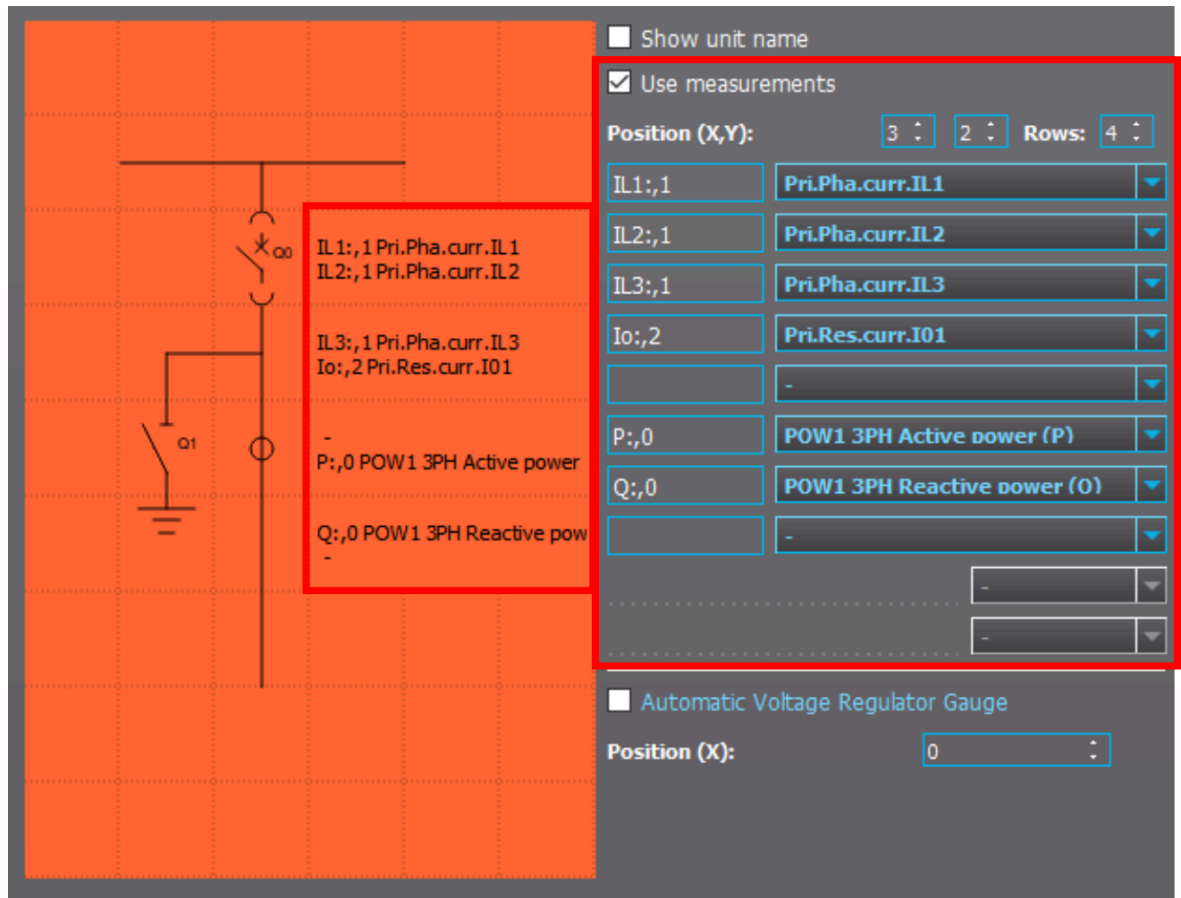 Show unit name
Use measurements
Position (X,Y): 3 2 Rows: 4
IL1:,1 Pri.Pha.curr.IL1
IL2:,1 Pri.Pha.curr.IL2
IL3:,1 Pri.Pha.curr.IL3
Io:,2 Pri.Res.curr.I01
-
P:,0 POW1 3PH Active power (P)
Q:,0 POW1 3PH Reactive power (Q)
-
-
-
Automatic Voltage Regulator Gauge
Position (X): 0
Q0
IL1:,1 Pri.Pha.curr.IL1
IL2:,1 Pri.Pha.curr.IL2
IL3:,1 Pri.Pha.curr.IL3
Io:,2 Pri.Res.curr.I01
Q1
-
P:,0 POW1 3PH Active power
Q:,0 POW1 3PH Reactive pow
-